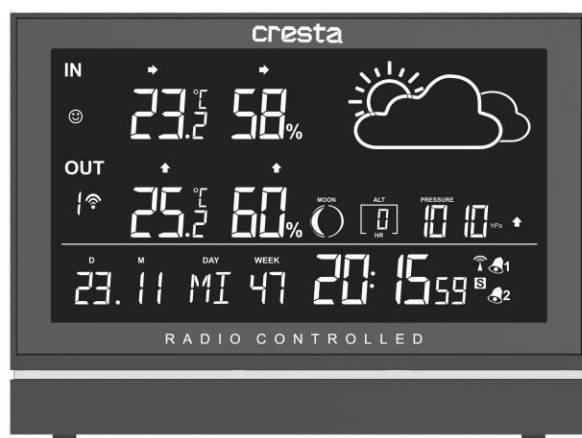 cresta
IN
23.2 °C 58%
OUT
1 25.2 °C 60% MOON ALT 0 HR PRESSURE 1010 hPa
D M DAY WEEK
23. 11 MI 47 20:15 59 S 1 2
RADIO CONTROLLED